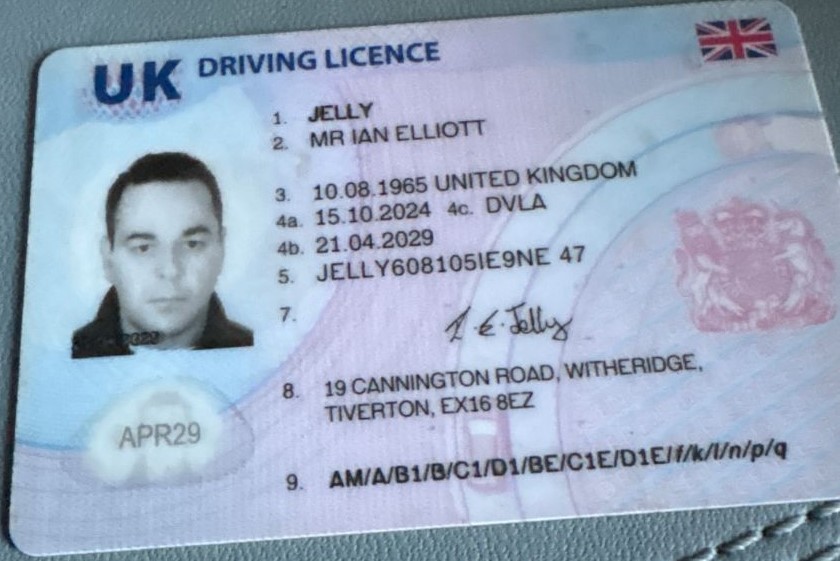 UK DRIVING LICENCE
1. JELLY
2. MR IAN ELLIOTT
3. 10.08.1965 UNITED KINGDOM
4a. 15.10.2024 4c. DVLA
4b. 21.04.2029
5. JELLY608105IE9NE 47
7. I. E. Jelly
8. 19 CANNINGTON ROAD, WITHERIDGE,
TIVERTON, EX16 8EZ
APR29
9. AM/A/B1/B/C1/D1/BE/C1E/D1E/f/k/l/n/p/q